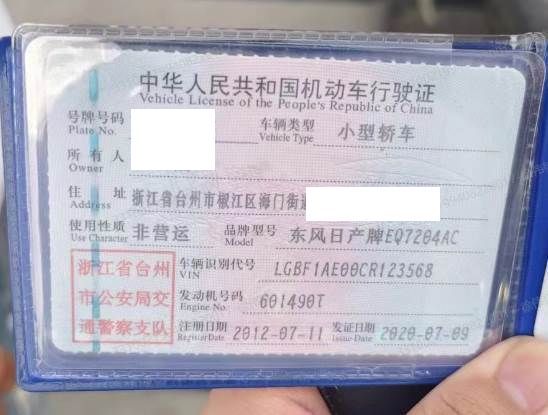 中华人民共和国机动车行驶证
Vehicle License of the People's Republic of China
号牌号码 Plate No.
车辆类型 Vehicle Type 小型轿车
所有人 Owner
住址 Address 浙江省台州市椒江区海门街道
使用性质 Use Character 非营运 品牌型号 Model 东风日产牌EQ7204AC
浙江省台州
市公安局交
通警察支队
车辆识别代号 VIN LGBF1AE00CR123568
发动机号码 Engine No. 601490T
注册日期 Register Date 2012-07-11 发证日期 Issue Date 2020-07-09